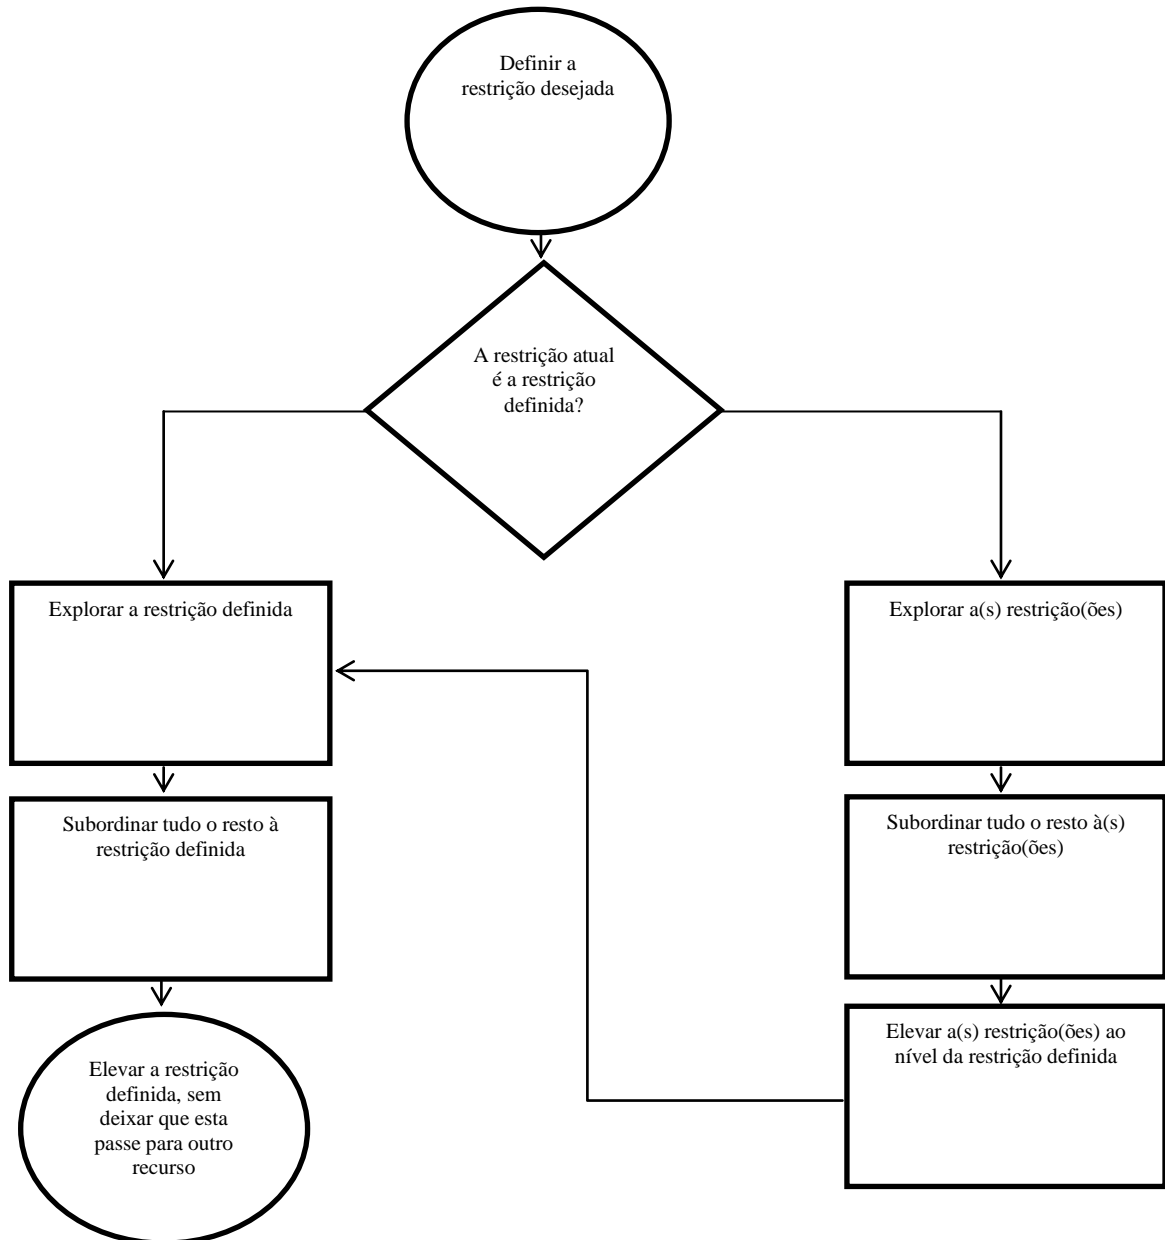 Definir a
restrição desejada
A restrição atual
é a restrição
definida?
Explorar a restrição definida
Explorar a(s) restrição(ões)
Subordinar tudo o resto à
restrição definida
Subordinar tudo o resto à(s)
restrição(ões)
Elevar a restrição
definida, sem
deixar que esta
passe para outro
recurso
Elevar a(s) restrição(ões) ao
nível da restrição definida